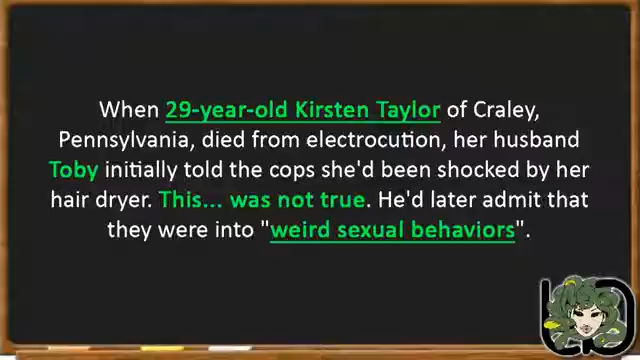 When 29-year-old Kirsten Taylor of Craley,
Pennsylvania, died from electrocution, her husband
Toby initially told the cops she'd been shocked by her
hair dryer. This... was not true. He'd later admit that
they were into "weird sexual behaviors".